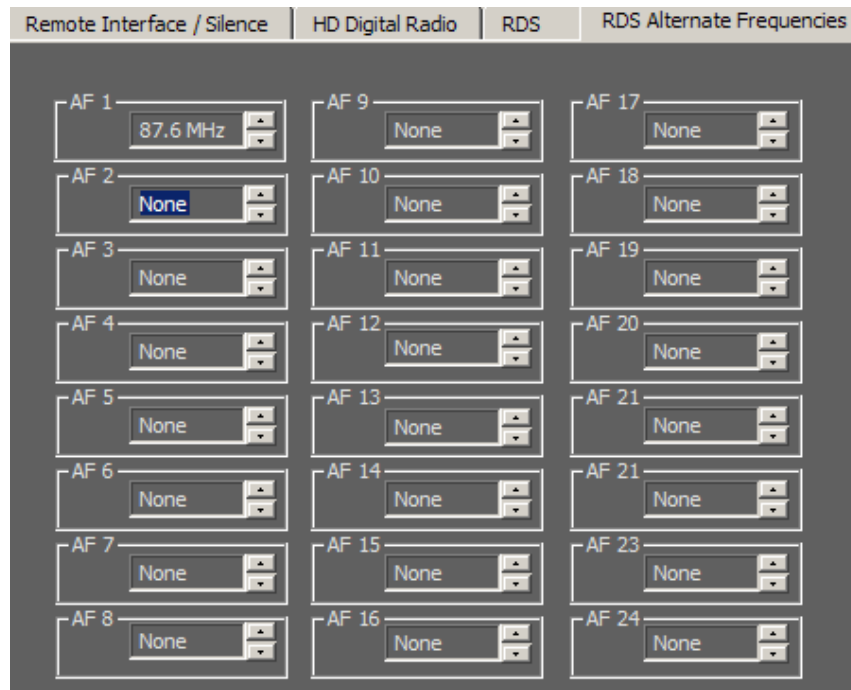 Remote Interface / Silence HD Digital Radio RDS RDS Alternate Frequencies
AF 1 AF 9 AF 17
87.6 MHz None None
AF 2 AF 10 AF 18
None None None
AF 3 AF 11 AF 19
None None None
AF 4 AF 12 AF 20
None None None
AF 5 AF 13 AF 21
None None None
AF 6 AF 14 AF 21
None None None
AF 7 AF 15 AF 23
None None None
AF 8 AF 16 AF 24
None None None